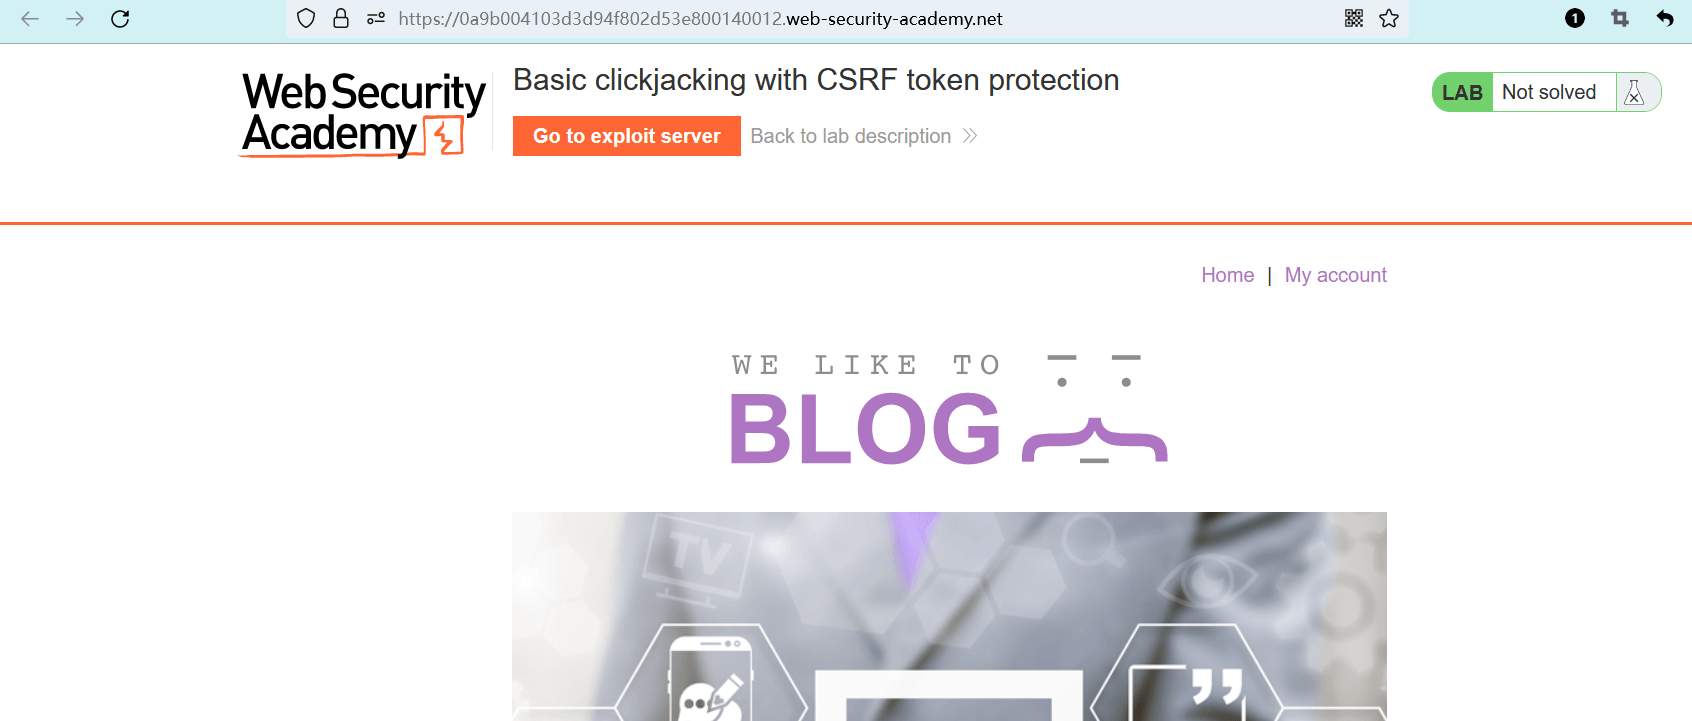 https://0a9b004103d3d94f802d53e800140012.web-security-academy.net
1
Web Security
Academy
Basic clickjacking with CSRF token protection
Go to exploit server
Back to lab description
LAB
Not solved
Home | My account
WE LIKE TO
BLOG
TV